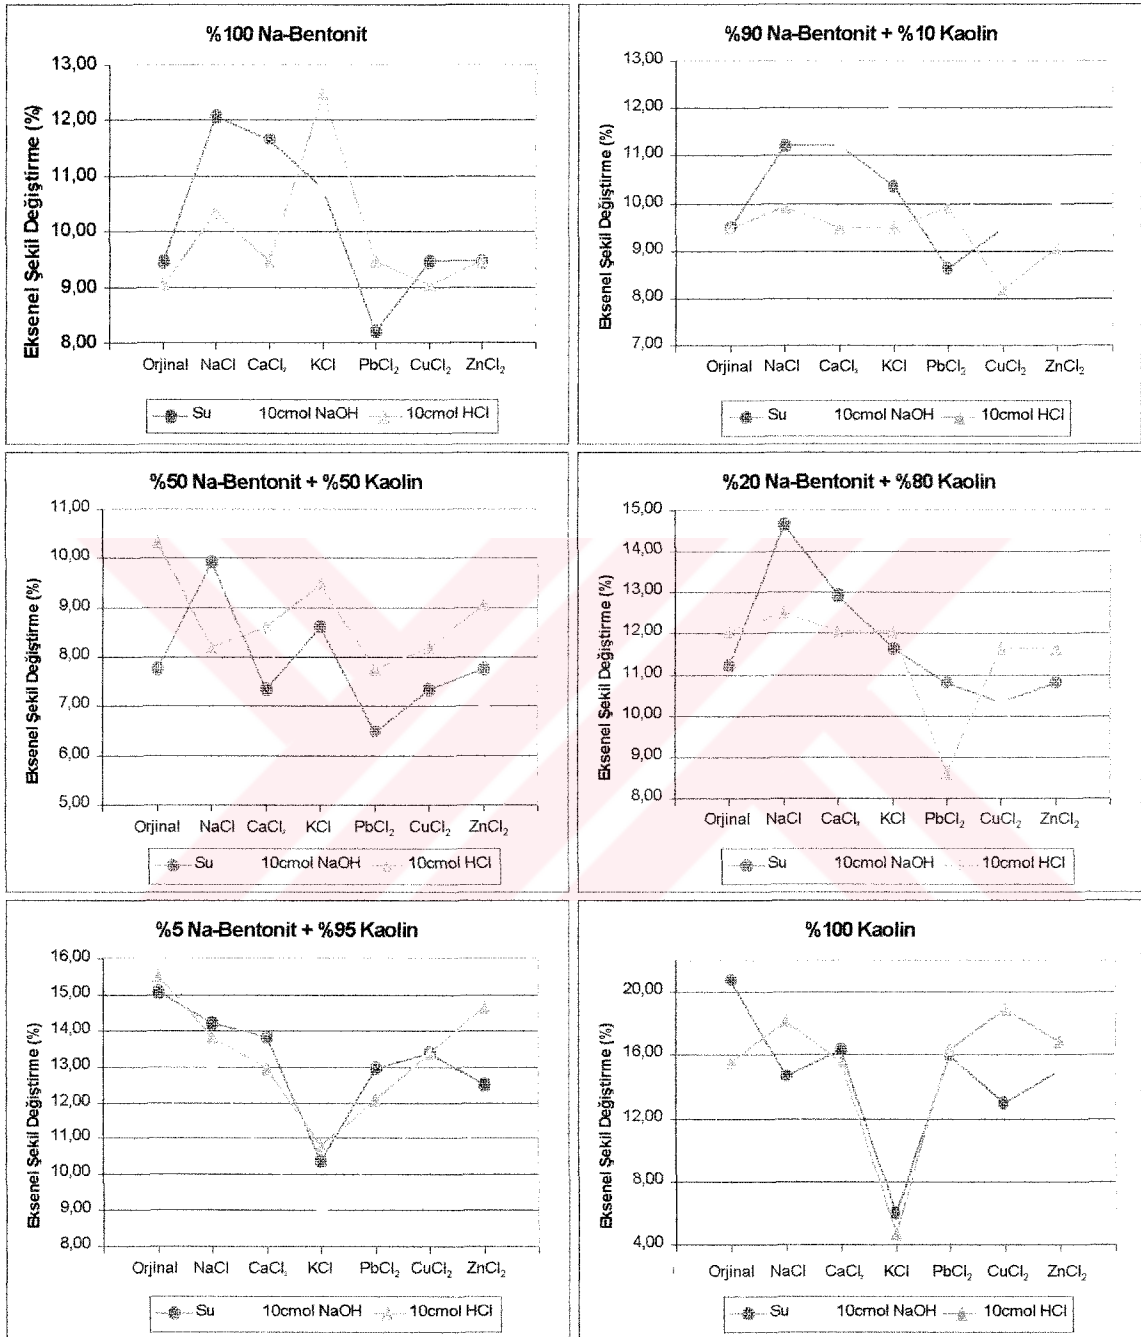 %100 Na-Bentonit
Eksenel Şekil Değiştirme (%)
13,00
12,00
11,00
10,00
9,00
8,00
Orjinal NaCl CaCl, KCl PbCl₂ CuCl₂ ZnCl₂
Su 10cmol NaOH 10cmol HCl
%90 Na-Bentonit + %10 Kaolin
Eksenel Şekil Değiştirme (%)
13,00
12,00
11,00
10,00
9,00
8,00
7,00
Orjinal NaCl CaCl, KCl PbCl₂ CuCl₂ ZnCl₂
Su 10cmol NaOH 10cmol HCl
%50 Na-Bentonit + %50 Kaolin
Eksenel Şekil Değiştirme (%)
11,00
10,00
9,00
8,00
7,00
6,00
5,00
Orjinal NaCl CaCl, KCl PbCl₂ CuCl₂ ZnCl₂
Su 10cmol NaOH 10cmol HCl
%20 Na-Bentonit + %80 Kaolin
Eksenel Şekil Değiştirme (%)
15,00
14,00
13,00
12,00
11,00
10,00
8,00
Orjinal NaCl CaCl, KCl PbCl₂ CuCl₂ ZnCl₂
Su 10cmol NaOH 10cmol HCl
%5 Na-Bentonit + %95 Kaolin
Eksenel Şekil Değiştirme (%)
16,00
15,00
14,00
13,00
12,00
11,00
10,00
9,00
8,00
Orjinal NaCl CaCl, KCl PbCl₂ CuCl₂ ZnCl₂
Su 10cmol NaOH 10cmol HCl
%100 Kaolin
Eksenel Şekil Değiştirme (%)
20,00
16,00
12,00
8,00
4,00
Orjinal NaCl CaCl, KCl PbCl₂ CuCl₂ ZnCl₂
Su 10cmol NaOH 10cmol HCl